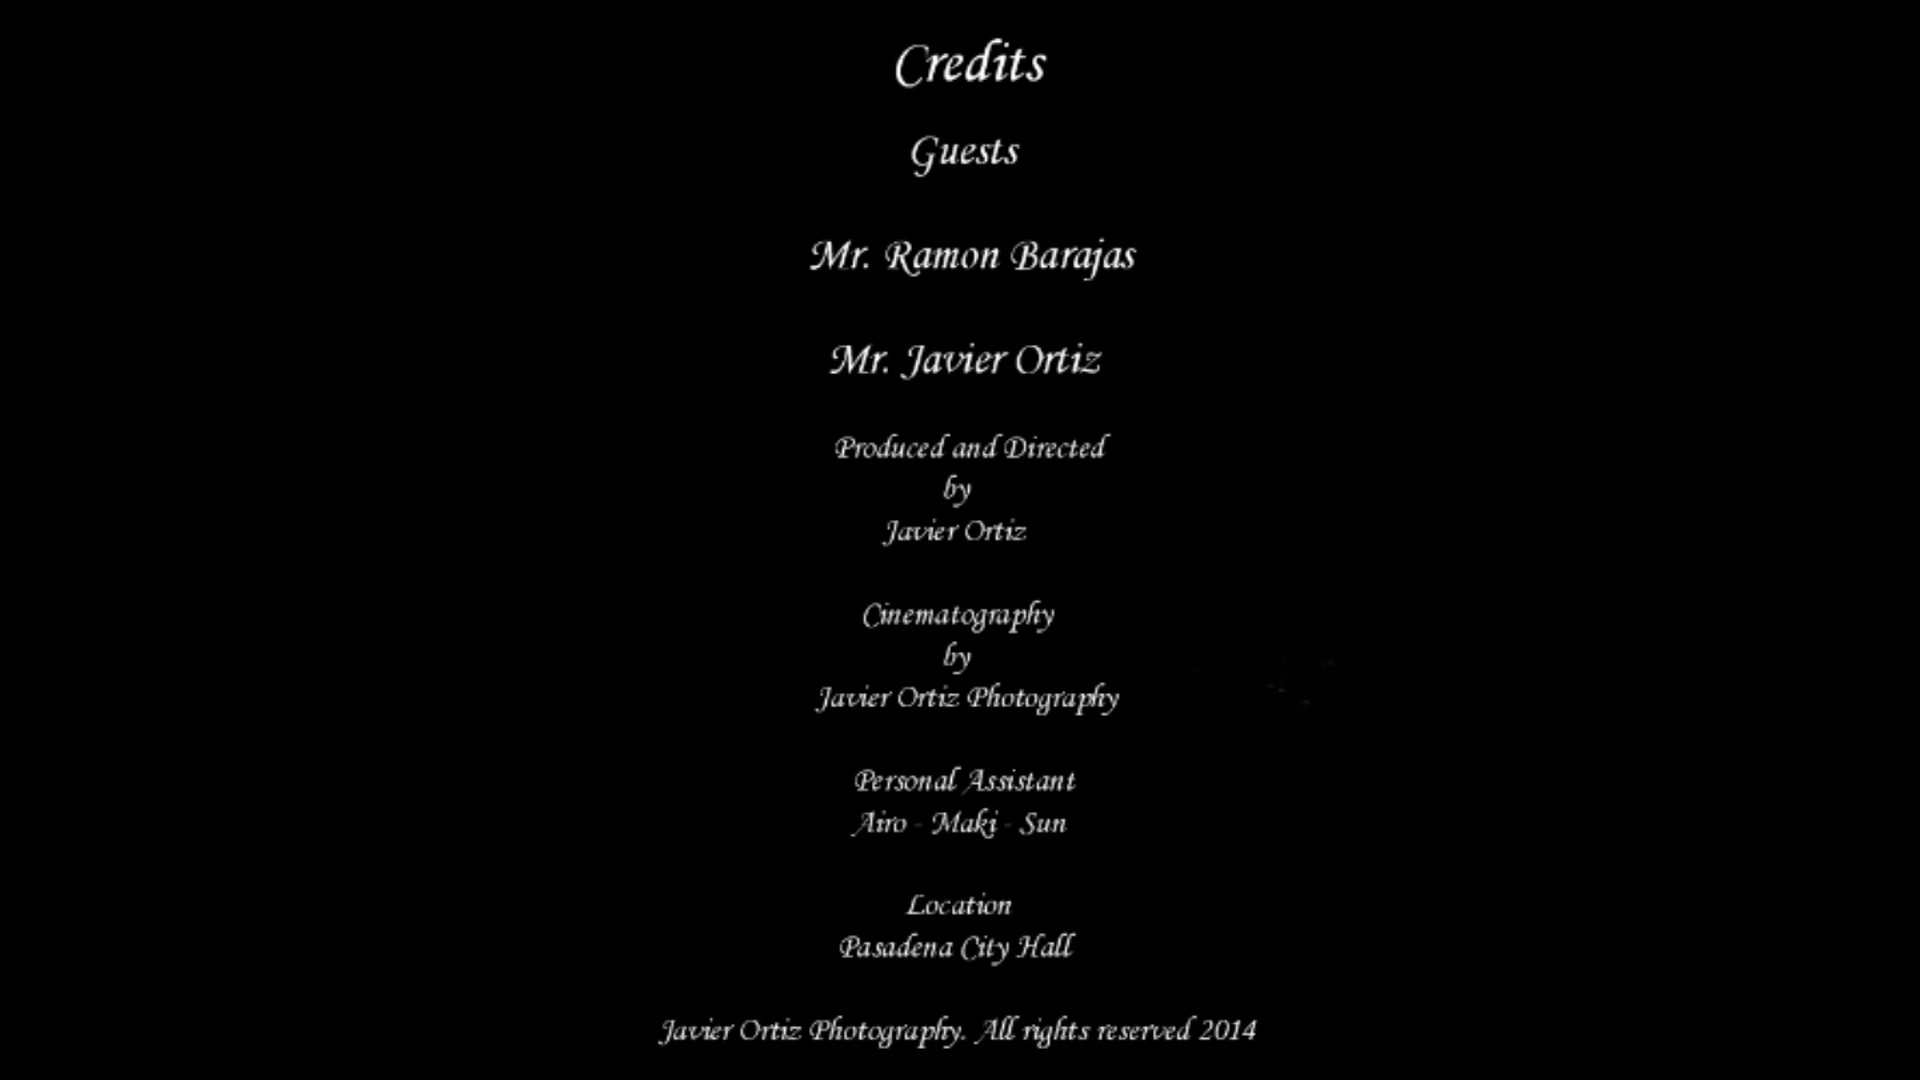 Credits
Guests
Mr. Ramon Barajas
Mr. Javier Ortiz
Produced and Directed
by
Javier Ortiz
Cinematography
by
Javier Ortiz Photography
Personal Assistant
Airo - Maki - Sun
Location
Pasadena City Hall
Javier Ortiz Photography. All rights reserved 2014